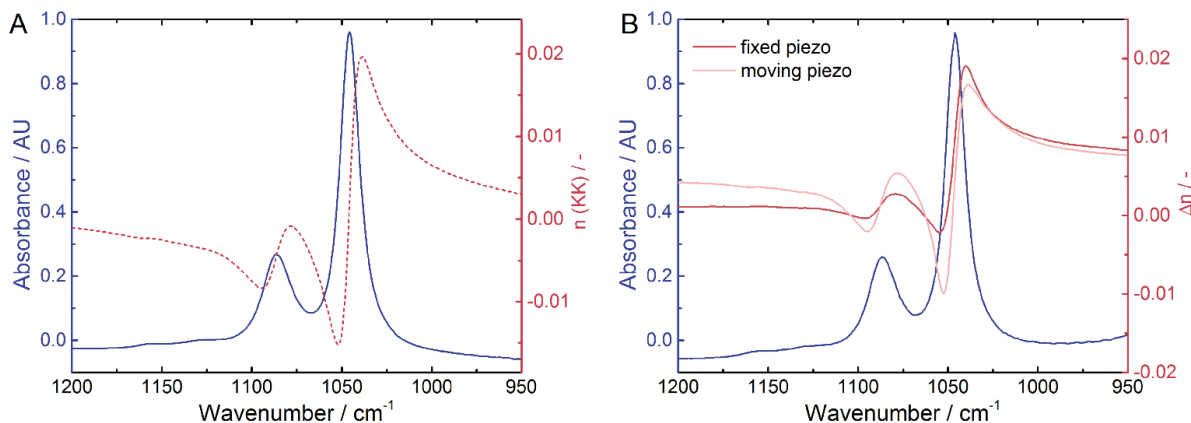 A
Absorbance / AU
1.0
0.8
0.6
0.4
0.2
0.0
0.02
0.01
0.00
-0.01
n (KK) / -
1200 1150 1100 1050 1000 950
Wavenumber / cm-1
B
fixed piezo
moving piezo
Absorbance / AU
1.0
0.8
0.6
0.4
0.2
0.0
0.02
0.01
0.00
-0.01
-0.02
Δn / -
1200 1150 1100 1050 1000 950
Wavenumber / cm-1